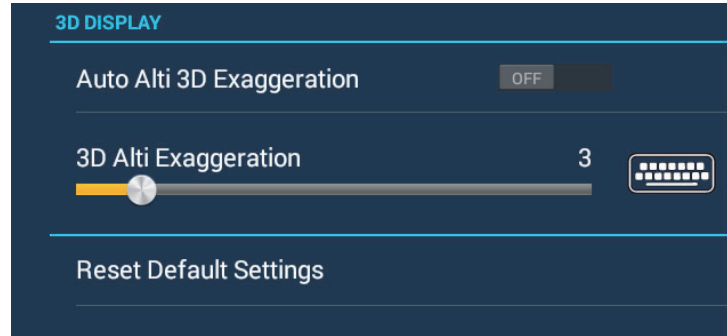 3D DISPLAY
Auto Alti 3D Exaggeration OFF
3D Alti Exaggeration 3
Reset Default Settings